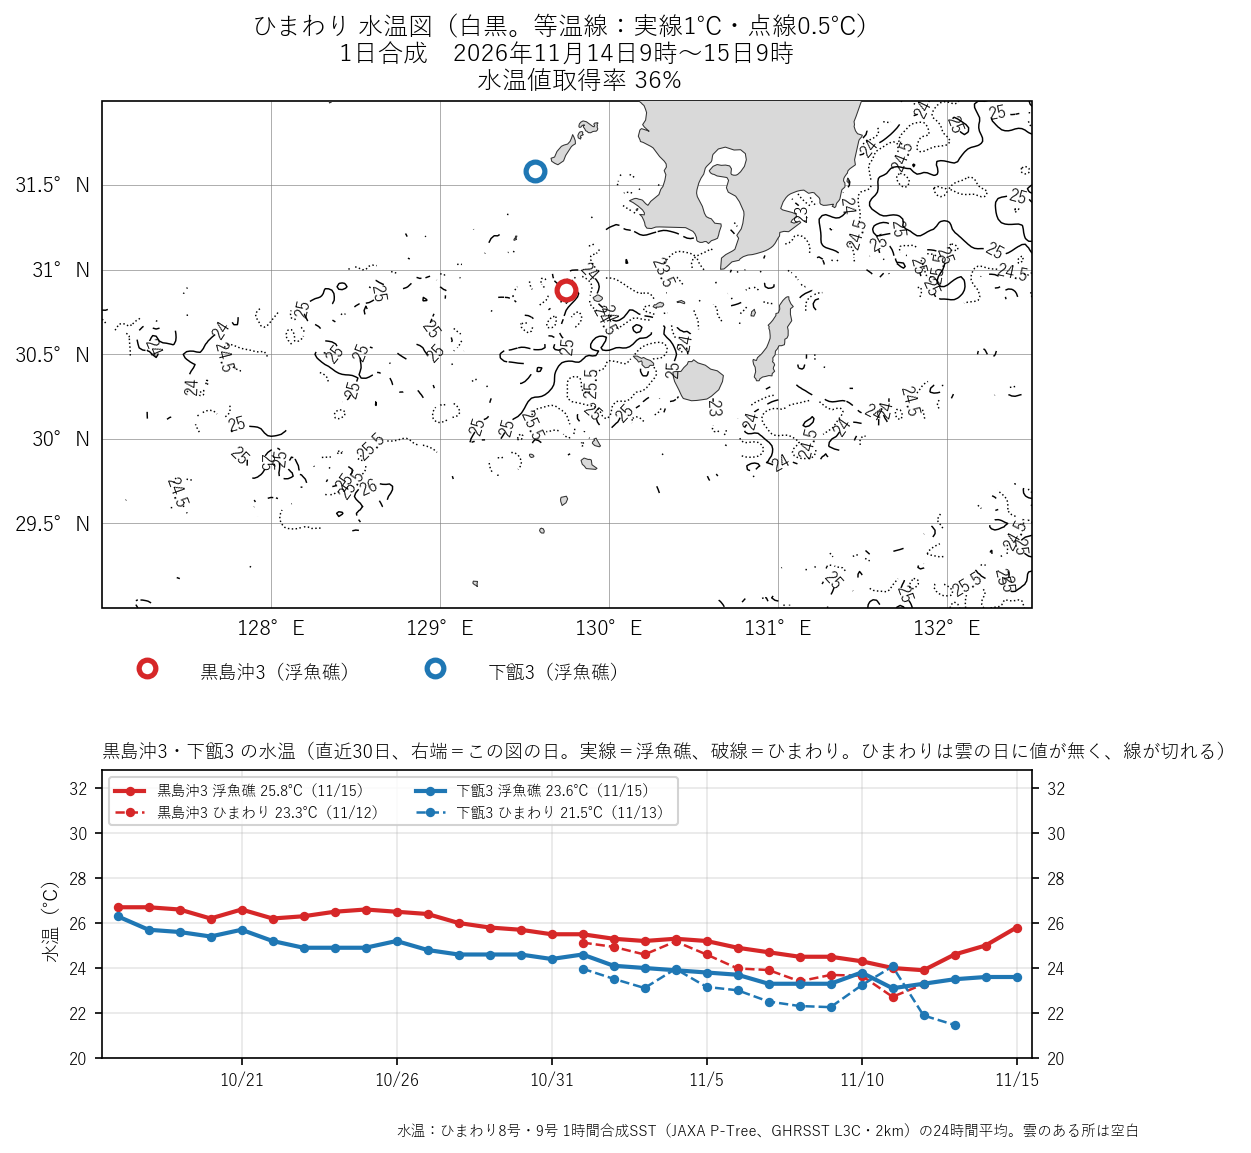 ひまわり 水温図（白黒。等温線：実線1℃・点線0.5℃）
1日合成　2026年11月14日9時～15日9時
水温値取得率 36%
31.5°N
31°N
30.5°N
30°N
29.5°N
128°E 129°E 130°E 131°E 132°E
黒島沖3（浮魚礁） 下甑3（浮魚礁）
黒島沖3・下甑3 の水温（直近30日、右端＝この図の日。実線＝浮魚礁、破線＝ひまわり。ひまわりは雲の日に値が無く、線が切れる）
黒島沖3 浮魚礁 25.8℃（11/15） 下甑3 浮魚礁 23.6℃（11/15）
黒島沖3 ひまわり 23.3℃（11/12） 下甑3 ひまわり 21.5℃（11/13）
水温（℃）
32 32
30 30
28 28
26 26
24 24
22 22
20 20
10/21 10/26 10/31 11/5 11/10 11/15
水温：ひまわり8号・9号 1時間合成SST（JAXA P-Tree、GHRSST L3C・2km）の24時間平均。雲のある所は空白